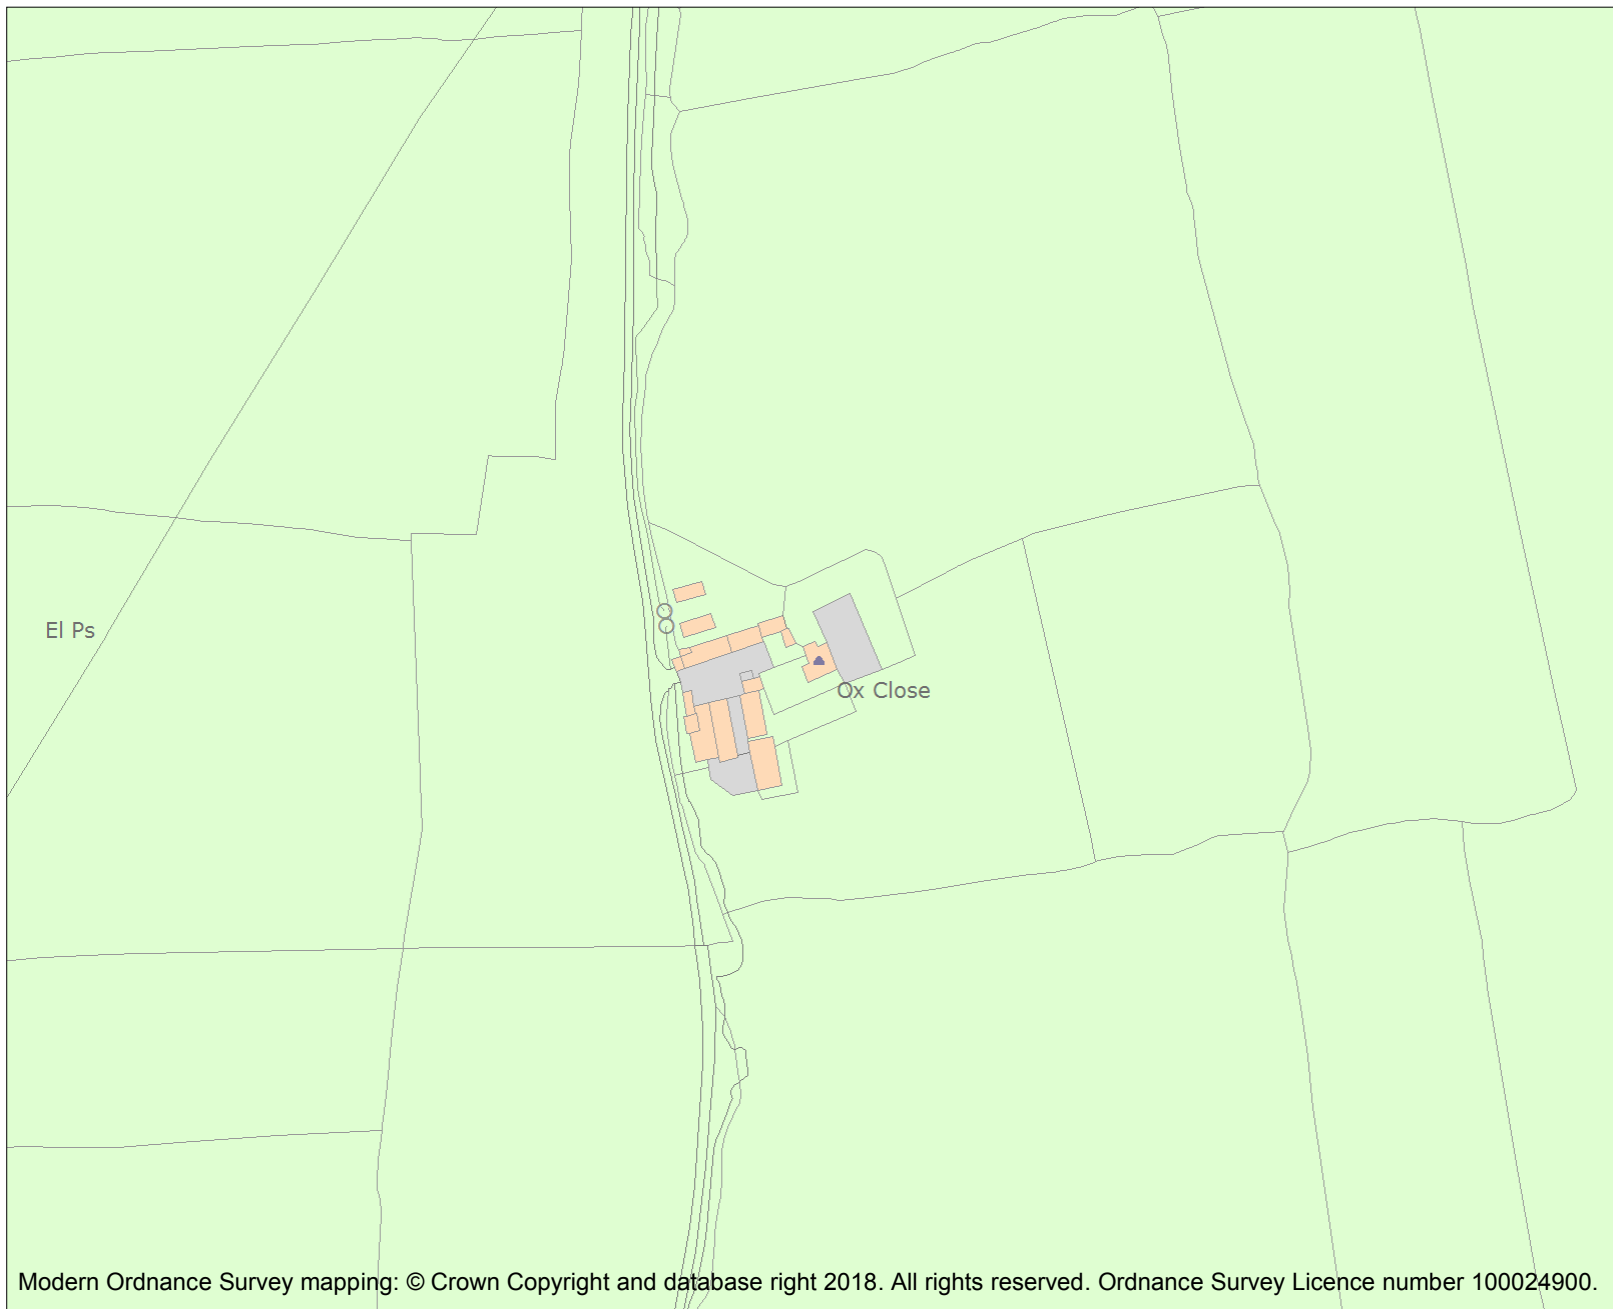 El Ps
Ox Close
Modern Ordnance Survey mapping: © Crown Copyright and database right 2018. All rights reserved. Ordnance Survey Licence number 100024900.